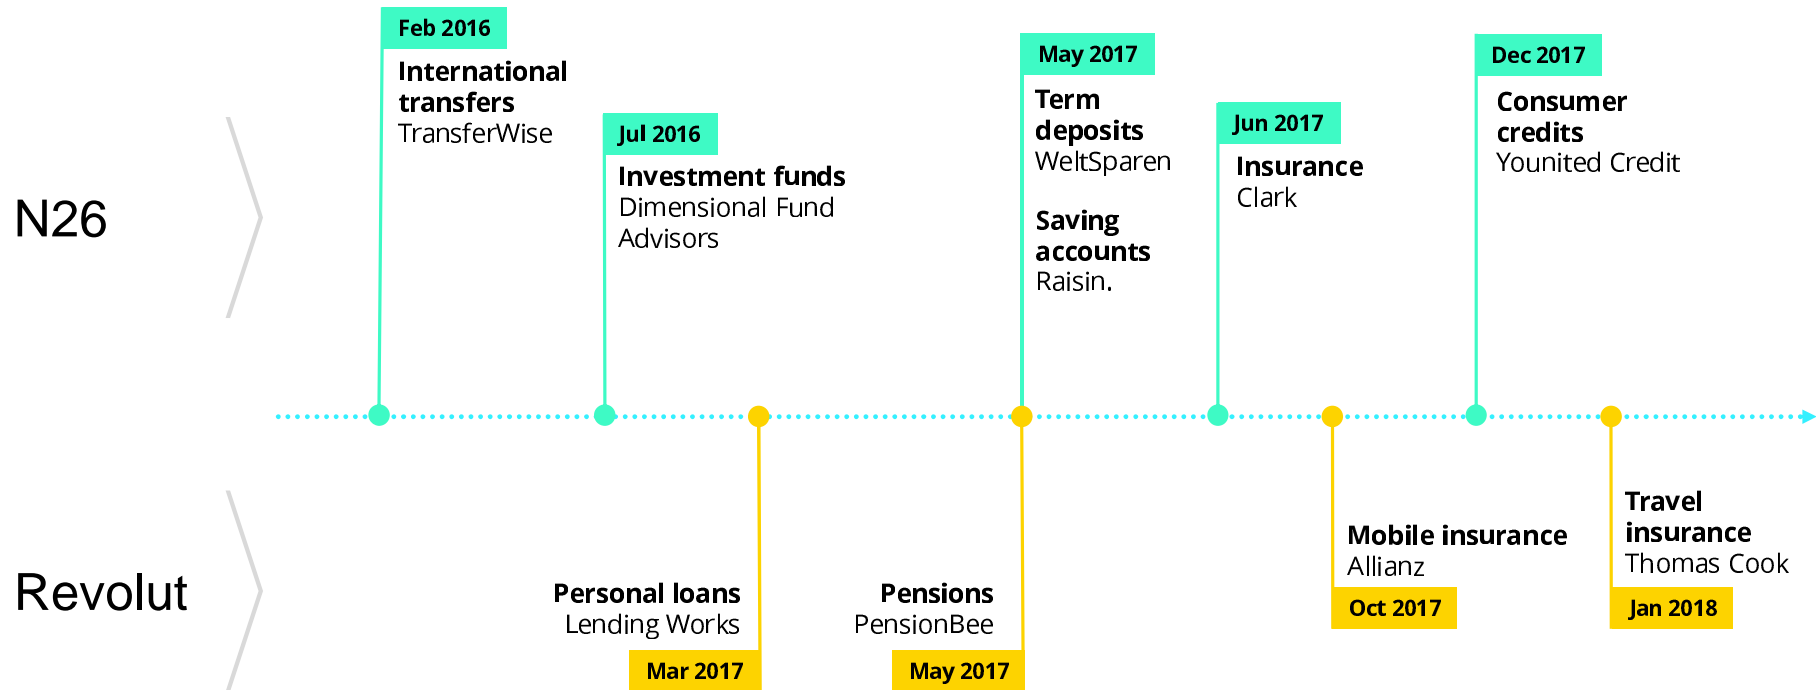 N26
Feb 2016
International
transfers
TransferWise
Jul 2016
Investment funds
Dimensional Fund
Advisors
May 2017
Term
deposits
WeltSparen
Saving
accounts
Raisin.
Jun 2017
Insurance
Clark
Dec 2017
Consumer
credits
Younited Credit
Revolut
Personal loans
Lending Works
Mar 2017
Pensions
PensionBee
May 2017
Mobile insurance
Allianz
Oct 2017
Travel
insurance
Thomas Cook
Jan 2018